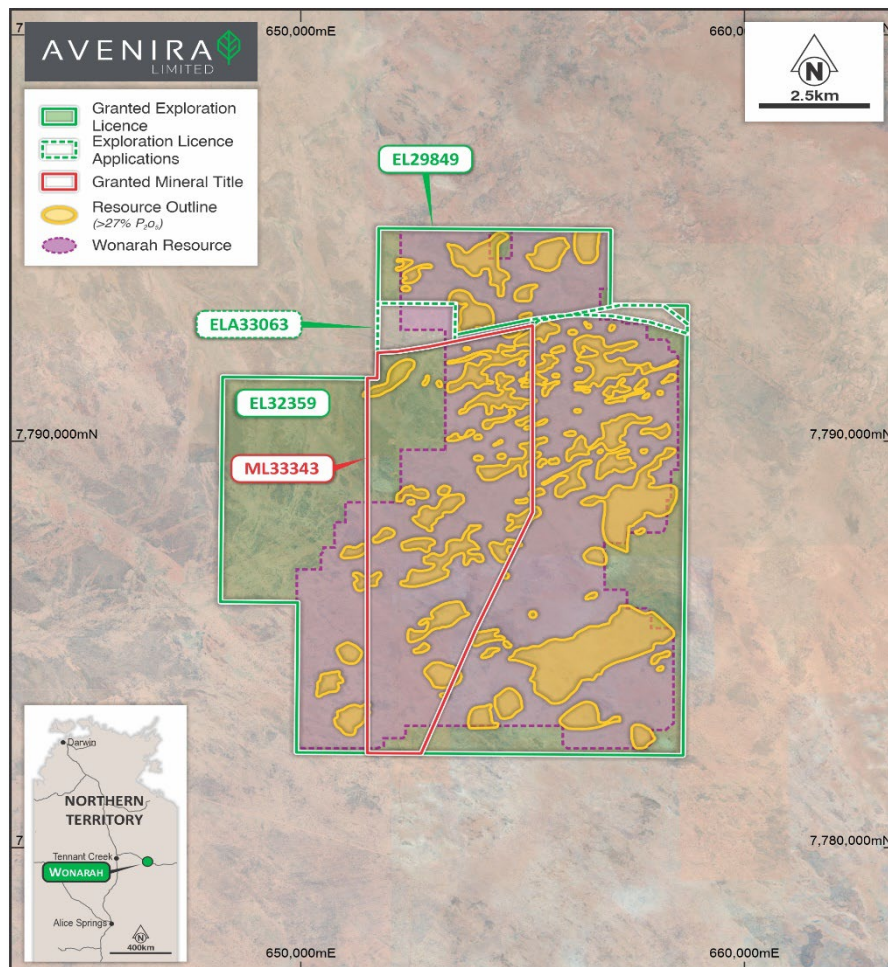 7
650,000mE
660,000mE
AVENIRA
LIMITED
N
2.5km
Granted Exploration
Licence
Exploration Licence
Applications
Granted Mineral Title
Resource Outline
(>27% P₂O₅)
Wonarah Resource
EL29849
ELA33063
EL32359
7,790,000mN
7,790,000mN
ML33343
Darwin
NORTHERN
TERRITORY
Tennant Creek
WONARAH
Alice Springs
N
400km
7
7,780,000mN
650,000mE
660,000mE